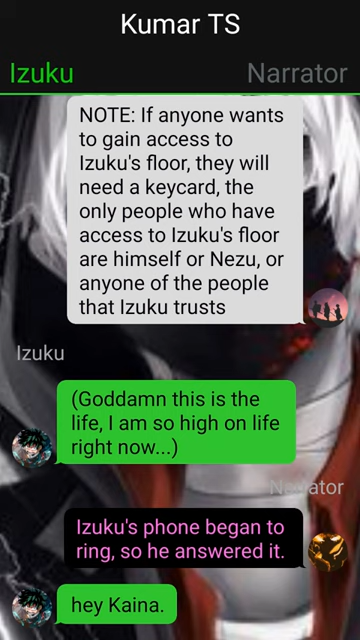 Kumar TS
Izuku Narrator
NOTE: If anyone wants
to gain access to
Izuku's floor, they will
need a keycard, the
only people who have
access to Izuku's floor
are himself or Nezu, or
anyone of the people
that Izuku trusts
Izuku
(Goddamn this is the
life, I am so high on life
right now...)
Narrator
Izuku's phone began to
ring, so he answered it.
hey Kaina.